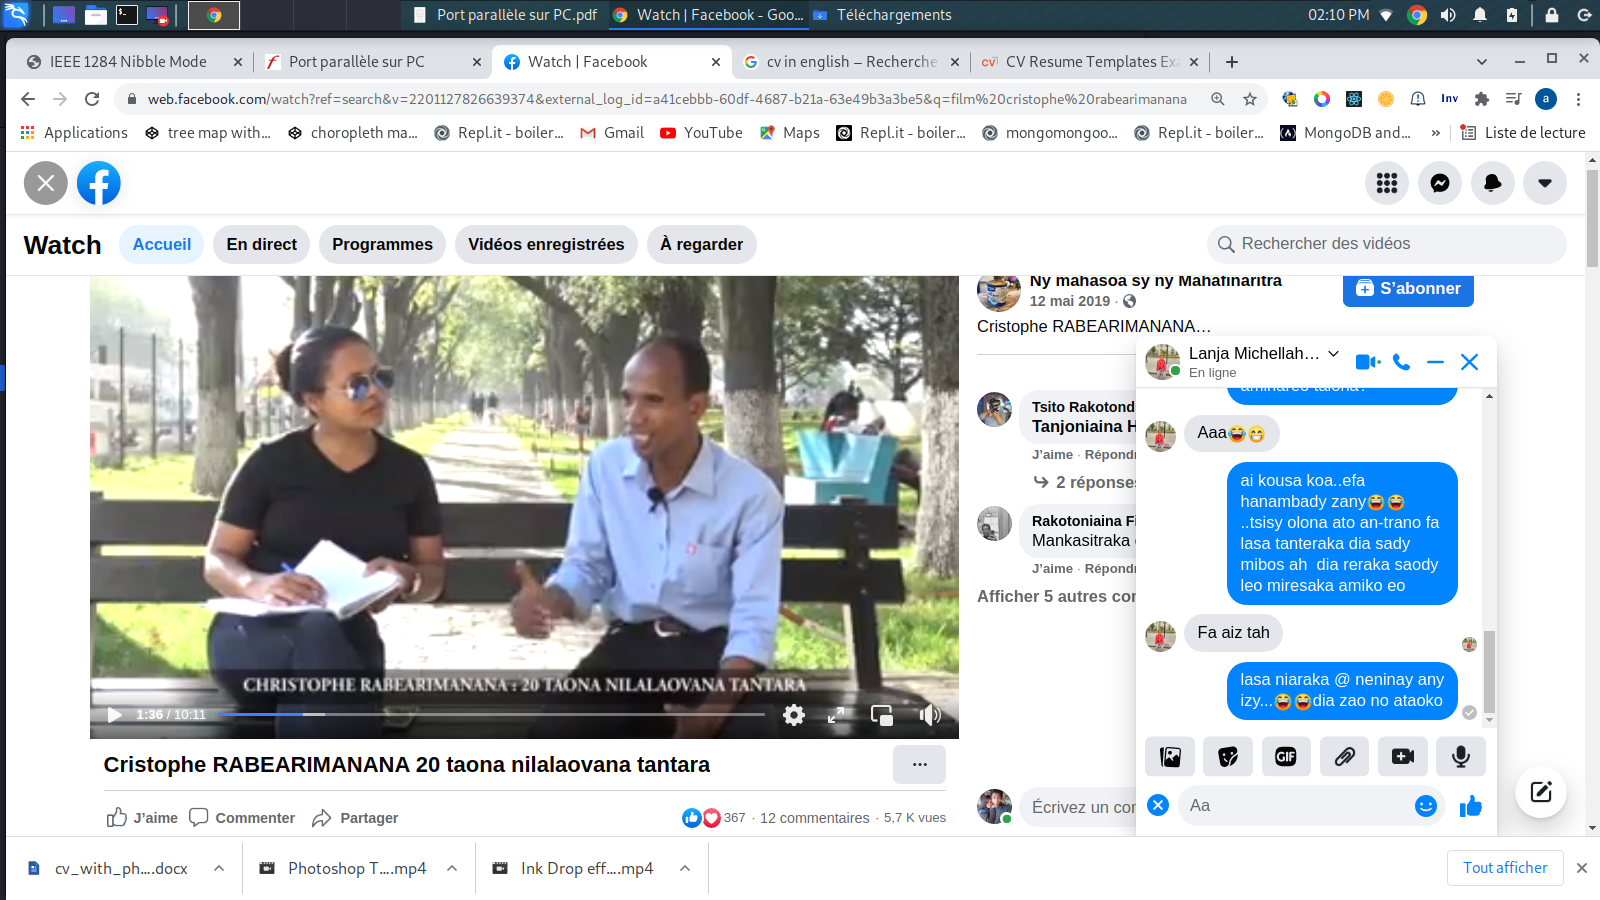 Port parallèle sur PC.pdf
Watch | Facebook - Goo...
Téléchargements
02:10 PM
IEEE 1284 Nibble Mode
Port parallèle sur PC
Watch | Facebook
cv in english – Recherche
CV Resume Templates Exa
web.facebook.com/watch?ref=search&v=2201127826639374&external_log_id=a41cebbb-60df-4687-b21a-63e49b3a3be5&q=film%20cristophe%20rabearimanana
Inv
a
Applications
tree map with...
choropleth ma...
Repl.it - boiler...
Gmail
YouTube
Maps
Repl.it - boiler...
mongomongoo...
Repl.it - boiler...
MongoDB and...
»
Liste de lecture
Watch
Accueil
En direct
Programmes
Vidéos enregistrées
À regarder
Rechercher des vidéos
CHRISTOPHE RABEARIMANANA : 20 TAONA NILALAOVANA TANTARA
1:36 / 10:11
Cristophe RABEARIMANANA 20 taona nilalaovana tantara
J'aime
Commenter
Partager
367 · 12 commentaires · 5,7 K vues
Ny mahasoa sy ny Mahafinaritra
12 mai 2019 ·
S'abonner
Cristophe RABEARIMANANA…
Tsito Rakotond
Tanjoniaina H
J'aime · Répond
2 réponses
Rakotoniaina Fi
Mankasitraka
J'aime · Répond
Afficher 5 autres cor
Écrivez un cor
Lanja Michellah…
En ligne
aminareo talona?
Aaa😂😁
ai kousa koa..efa
hanambady zany😂😂
..tsisy olona ato an-trano fa
lasa tanteraka dia sady
mibos ah dia reraka saody
leo miresaka amiko eo
Fa aiz tah
lasa niaraka @ neninay any
izy...😂😂dia zao no ataoko
GIF
Aa
cv_with_ph....docx
Photoshop T....mp4
Ink Drop eff....mp4
Tout afficher